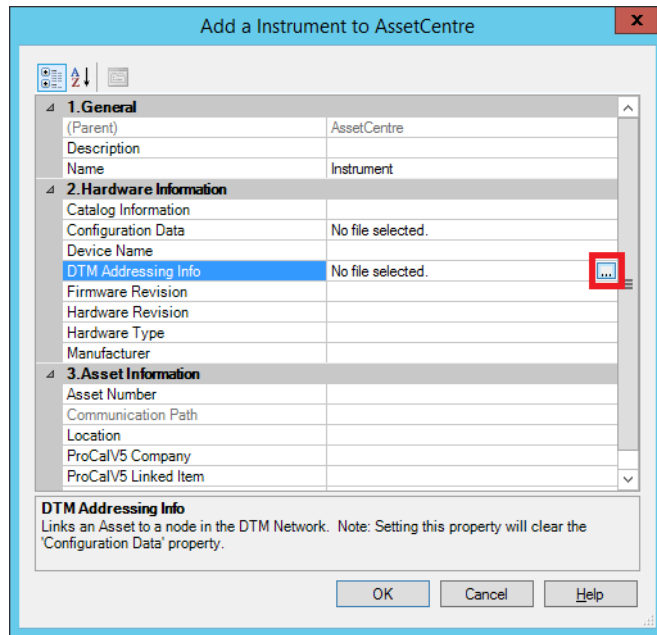 Add a Instrument to AssetCentre
x
A
Z
1.General
(Parent) AssetCentre
Description
Name Instrument
2.Hardware Information
Catalog Information
Configuration Data No file selected.
Device Name
DTM Addressing Info No file selected. ...
Firmware Revision
Hardware Revision
Hardware Type
Manufacturer
3.Asset Information
Asset Number
Communication Path
Location
ProCalV5 Company
ProCalV5 Linked Item
DTM Addressing Info
Links an Asset to a node in the DTM Network. Note: Setting this property will clear the
'Configuration Data' property.
OK Cancel Help